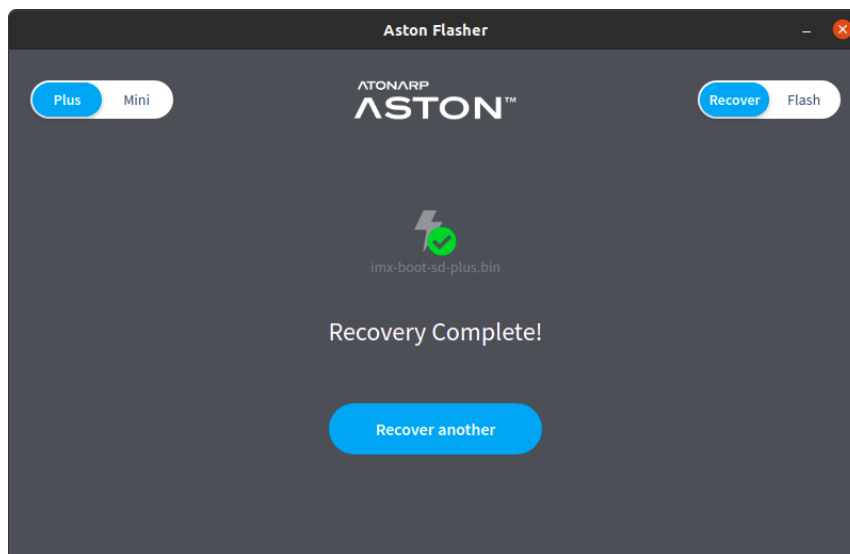 Aston Flasher
Plus Mini
ATONARP
ASTON™
Recover Flash
imx-boot-sd-plus.bin
Recovery Complete!
Recover another